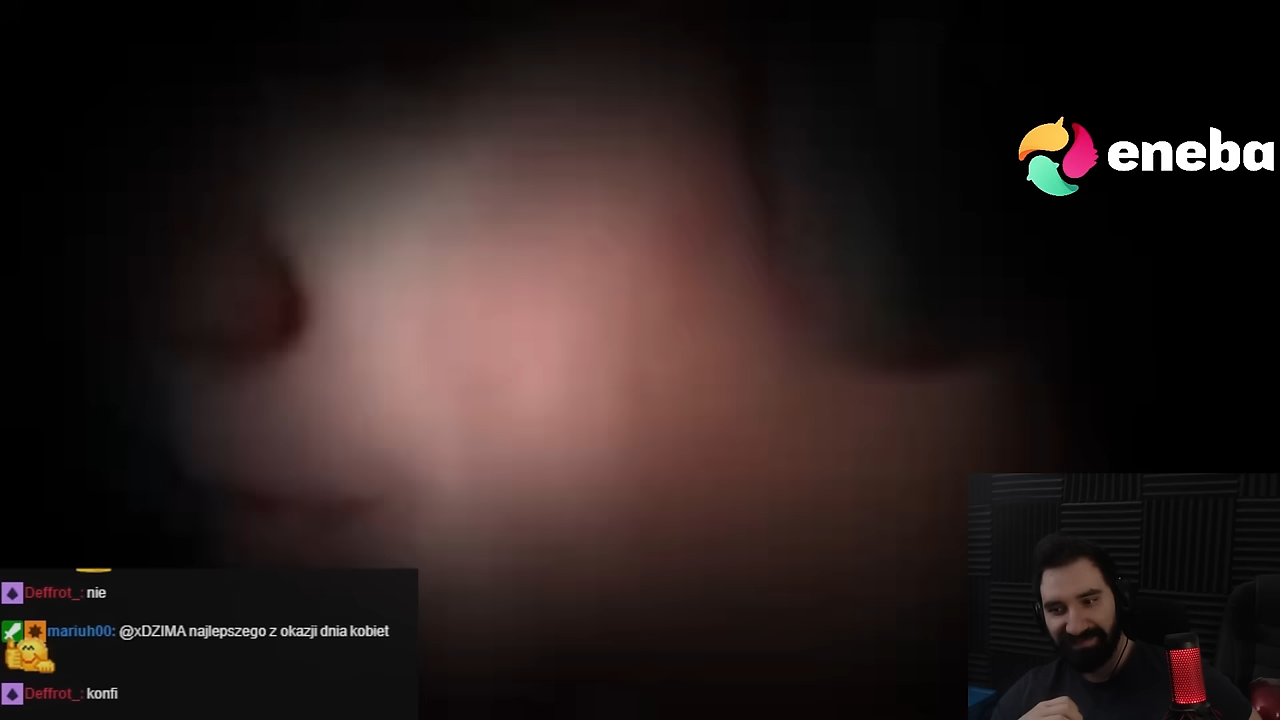 eneba
Deffrot_: nie
mariuh00: @xDZIMA najlepszego z okazji dnia kobiet
Deffrot_: konfi